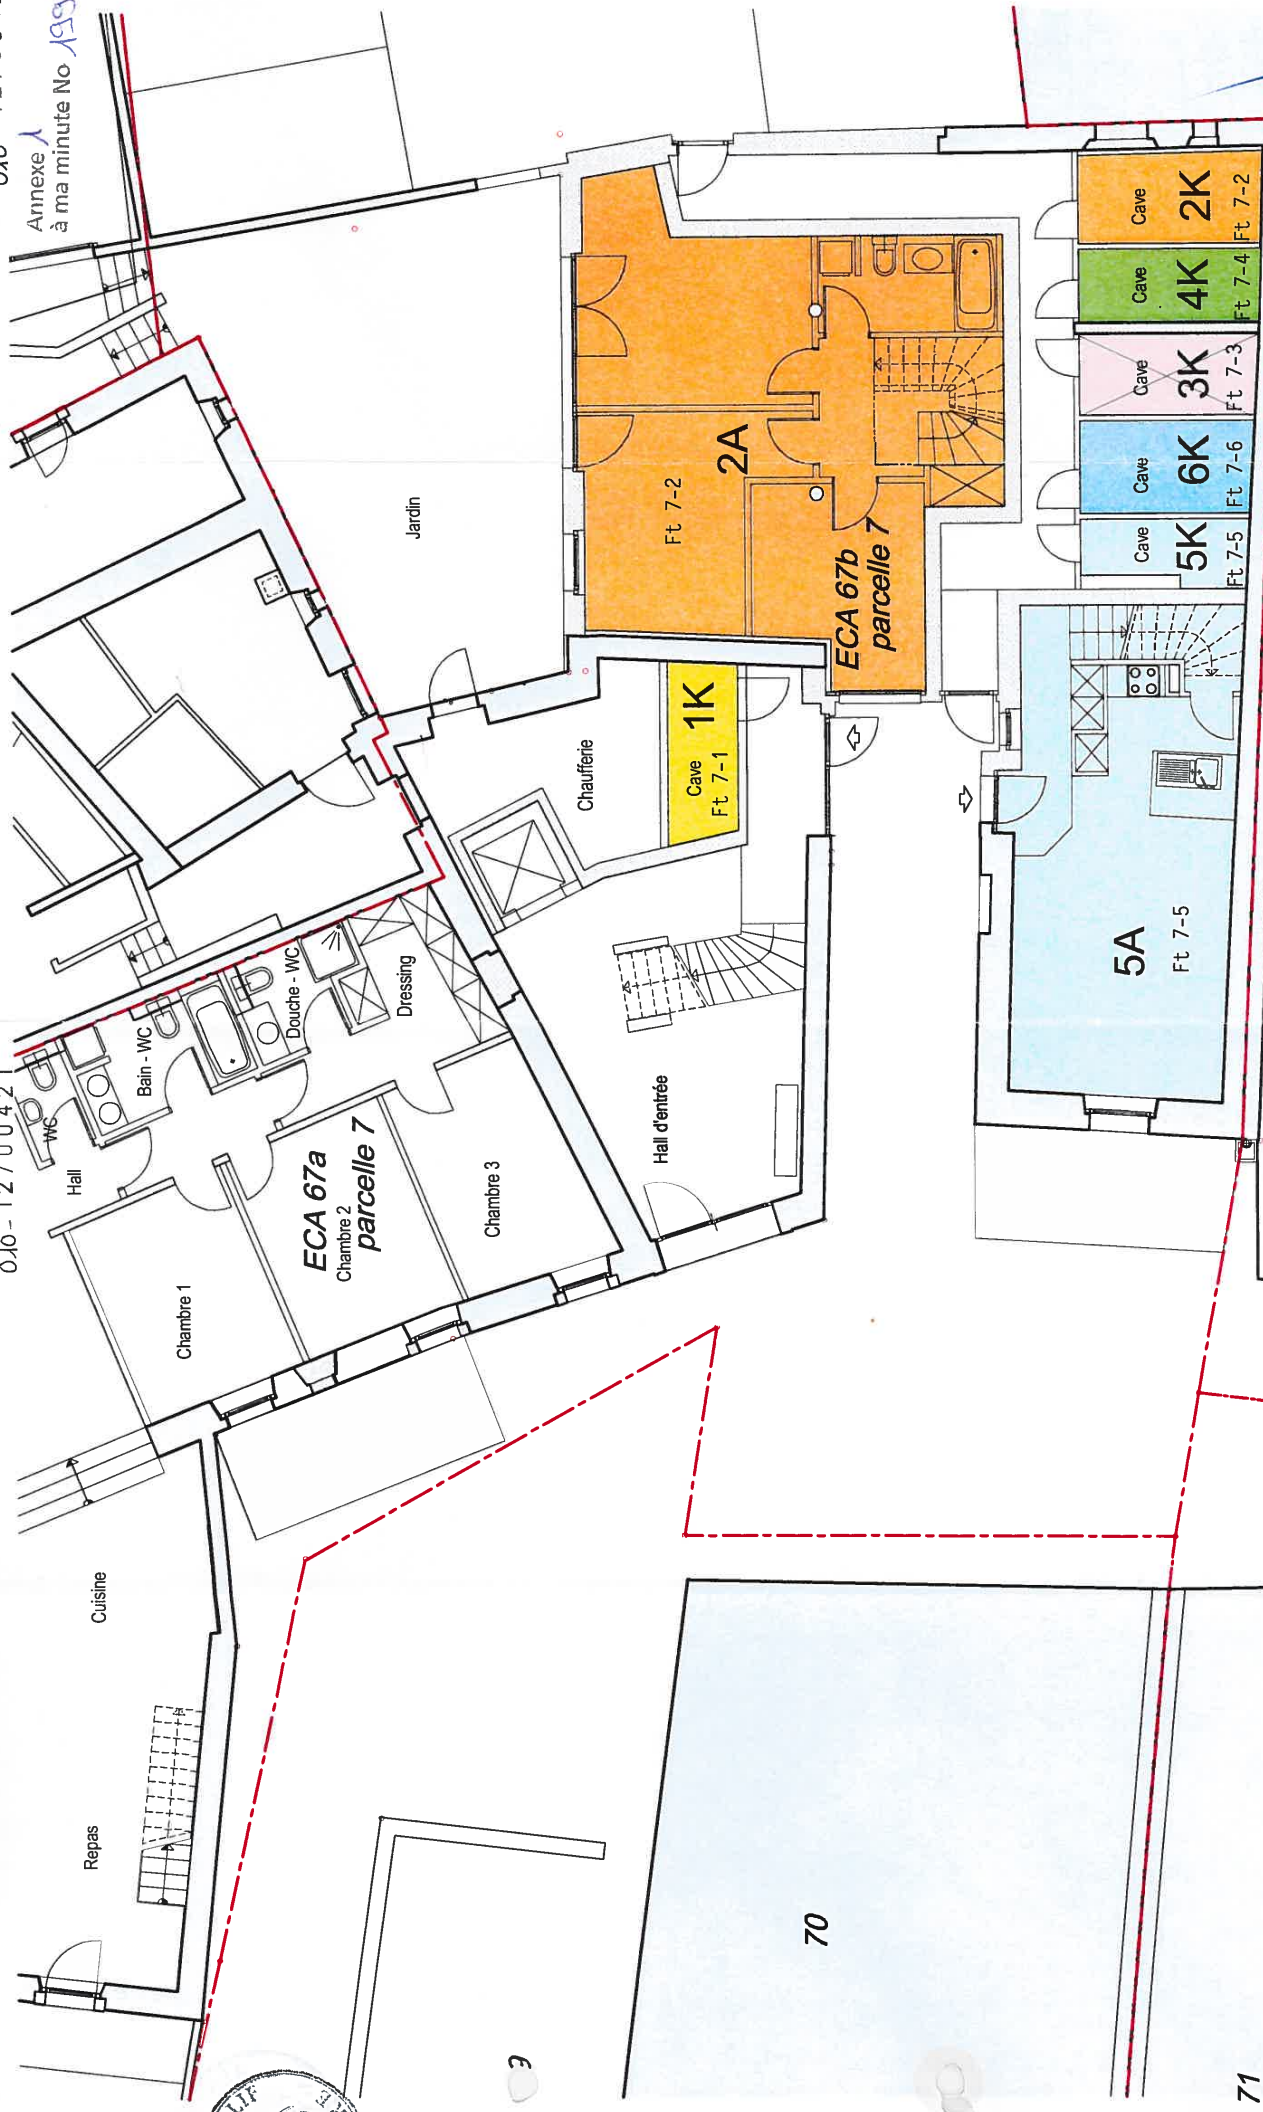 Annexe 1
à ma minute No 199
010-12700421
WC
Hall
Bain - WC
Douche - WC
Dressing
Chambre 1
ECA 67a
Chambre 2
parcelle 7
Chambre 3
Cuisine
Repas
Jardin
Chaufferie
Hall d'entrée
Cave
1K
Ft 7-1
2A
Ft 7-2
ECA 67b
parcelle 7
Cave
2K
Ft 7-2
Cave
4K
Ft 7-4
Cave
3K
Ft 7-3
Cave
6K
Ft 7-6
Cave
5K
Ft 7-5
5A
Ft 7-5
9
70
71